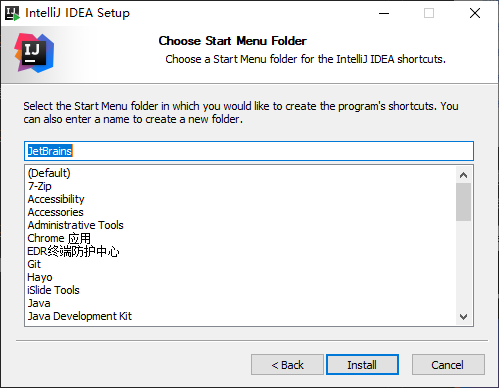 IntelliJ IDEA Setup
IJ
Choose Start Menu Folder
Choose a Start Menu folder for the IntelliJ IDEA shortcuts.
Select the Start Menu folder in which you would like to create the program's shortcuts. You
can also enter a name to create a new folder.
JetBrains
(Default)
7-Zip
Accessibility
Accessories
Administrative Tools
Chrome 应用
EDR终端防护中心
Git
Hayo
iSlide Tools
Java
Java Development Kit
< Back
Install
Cancel